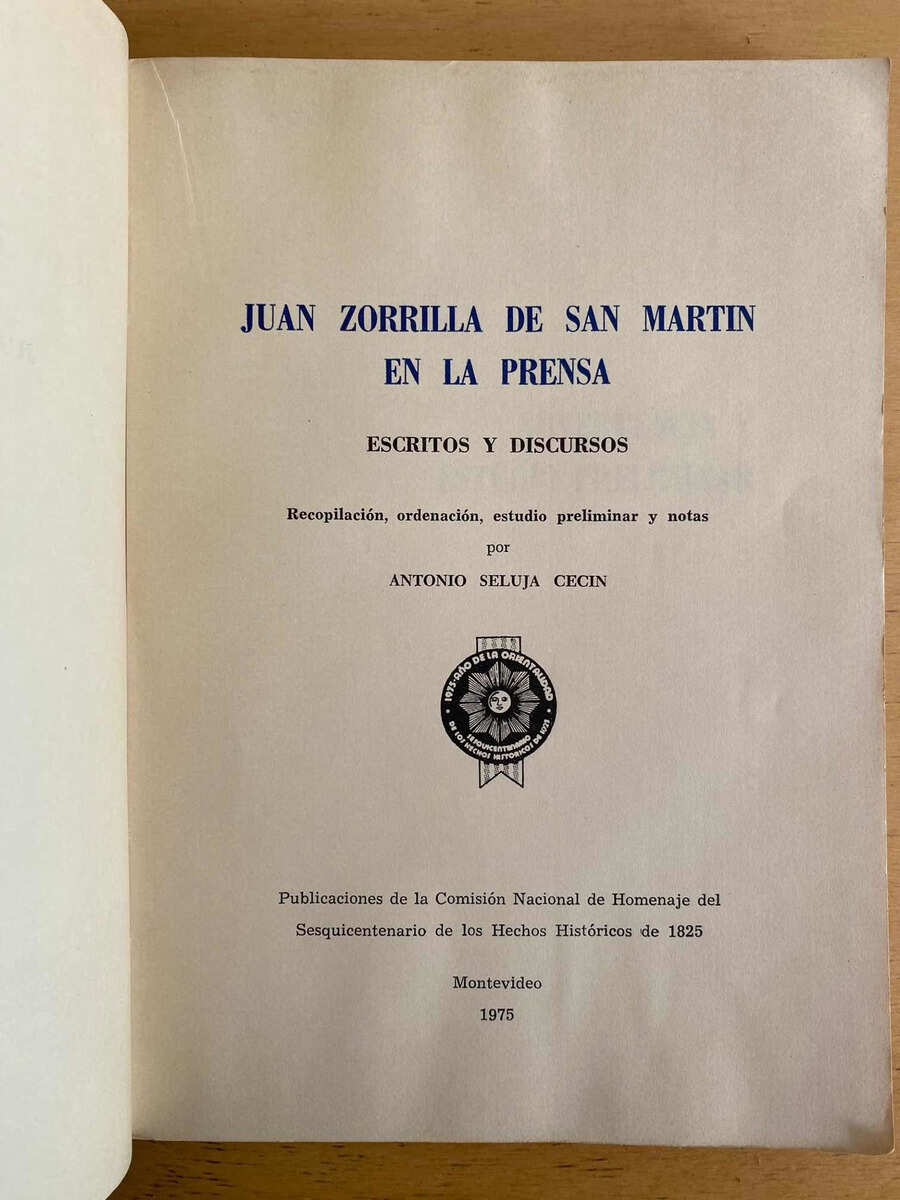 JUAN ZORRILLA DE SAN MARTIN
EN LA PRENSA
ESCRITOS Y DISCURSOS
Recopilación, ordenación, estudio preliminar y notas
por
ANTONIO SELUJA CECIN
1975-AÑO DE LA ORIENTALIDAD
SESQUICENTENARIO
DE LOS HECHOS HISTORICOS DE 1825
Publicaciones de la Comisión Nacional de Homenaje del
Sesquicentenario de los Hechos Históricos de 1825
Montevideo
1975